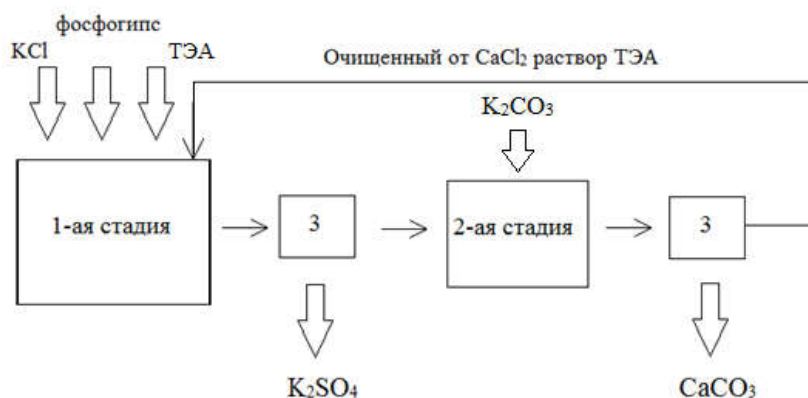 фосфогипс
KCl
ТЭА
Очищенный от CaCl₂ раствор ТЭА
K₂CO₃
1-ая стадия
3
2-ая стадия
3
K₂SO₄
CaCO₃